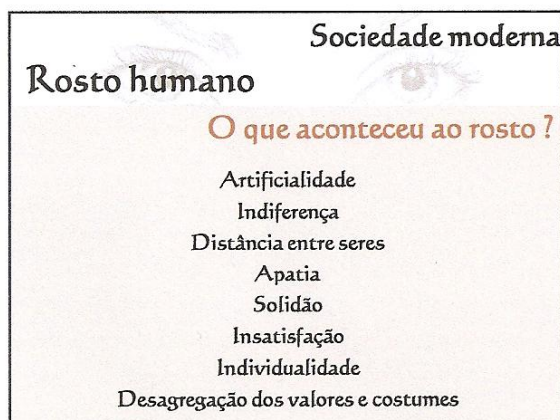 Sociedade moderna
Rosto humano
O que aconteceu ao rosto ?
Artificialidade
Indiferença
Distância entre seres
Apatia
Solidão
Insatisfação
Individualidade
Desagregação dos valores e costumes